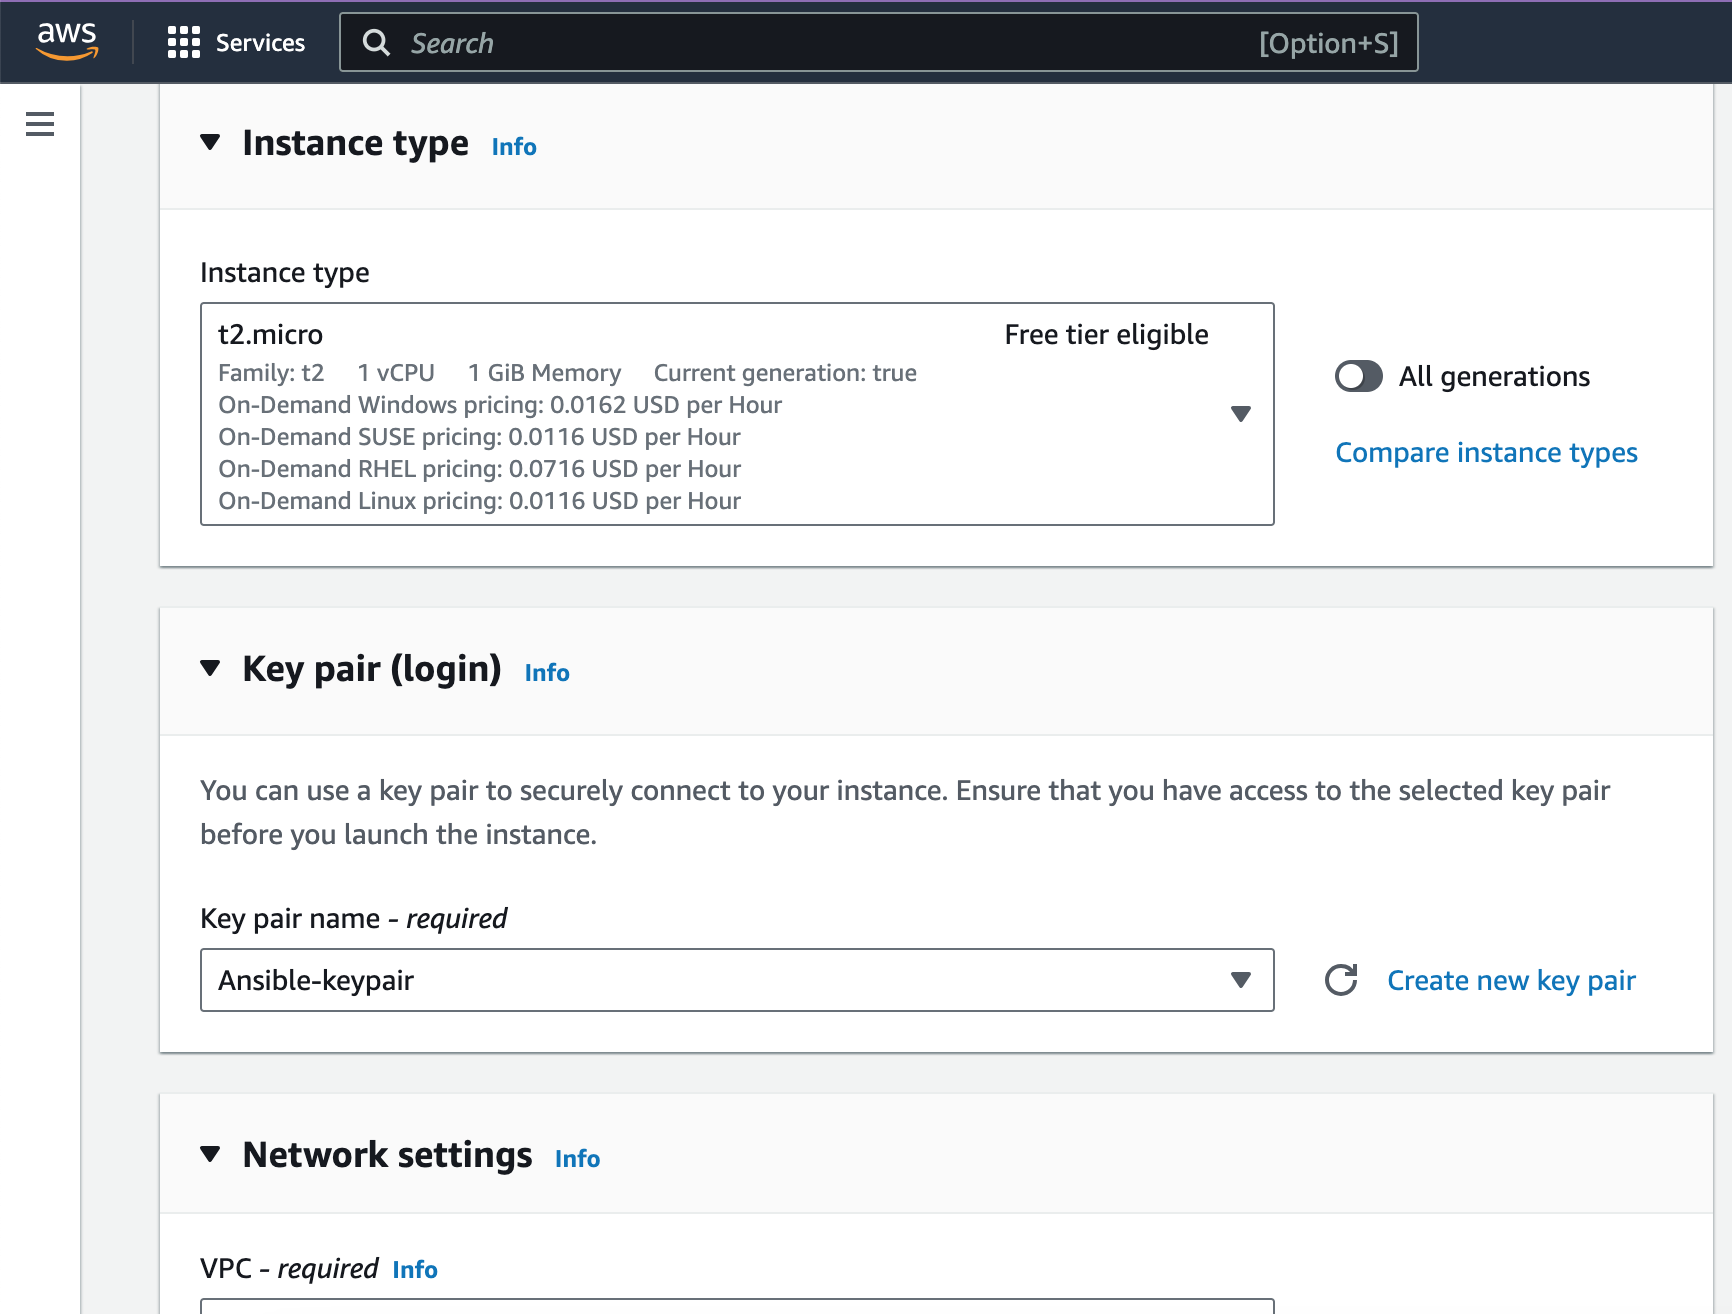 aws
Services
Search
[Option+S]
Instance type Info
Instance type
t2.micro Free tier eligible
Family: t2 1 vCPU 1 GiB Memory Current generation: true
On-Demand Windows pricing: 0.0162 USD per Hour
On-Demand SUSE pricing: 0.0116 USD per Hour
On-Demand RHEL pricing: 0.0716 USD per Hour
On-Demand Linux pricing: 0.0116 USD per Hour
All generations
Compare instance types
Key pair (login) Info
You can use a key pair to securely connect to your instance. Ensure that you have access to the selected key pair
before you launch the instance.
Key pair name - required
Ansible-keypair
Create new key pair
Network settings Info
VPC - required Info